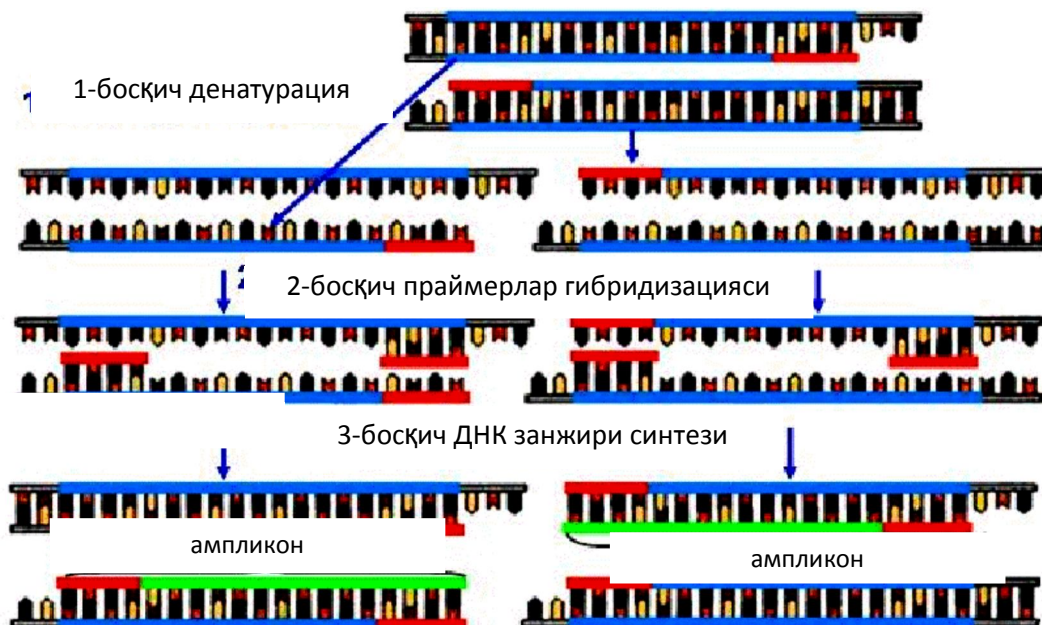 1-босқич денатурация
2-босқич праймерлар гибридизацияси
3-босқич ДНК занжири синтези
ампликон
ампликон